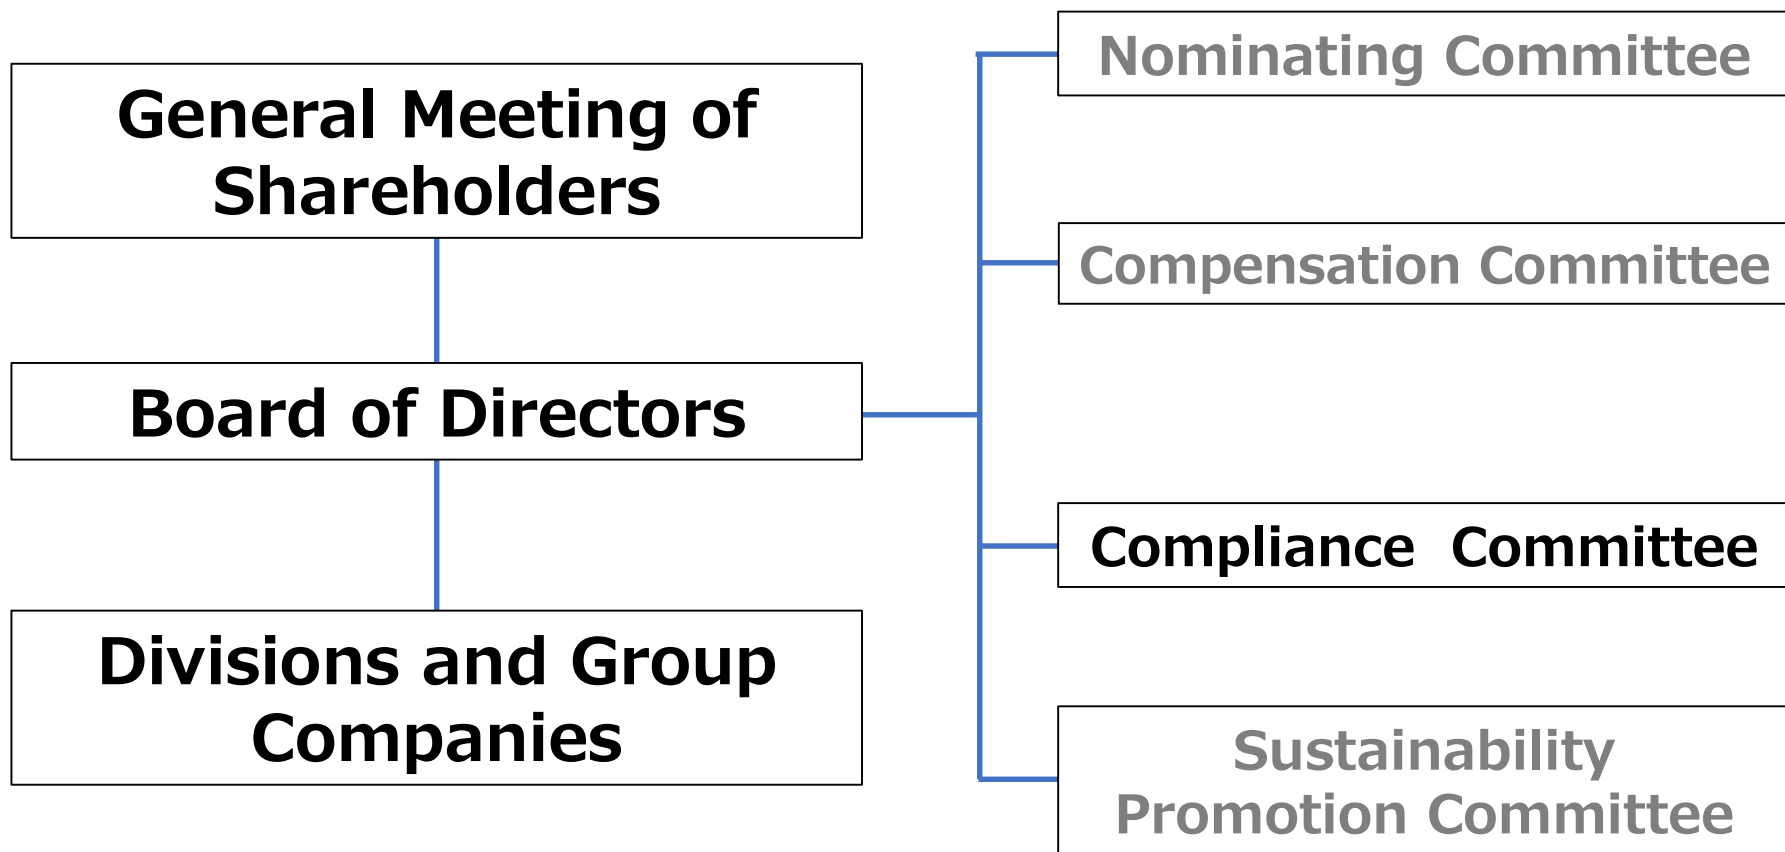 General Meeting of
Shareholders
Board of Directors
Divisions and Group
Companies
Nominating Committee
Compensation Committee
Compliance Committee
Sustainability
Promotion Committee